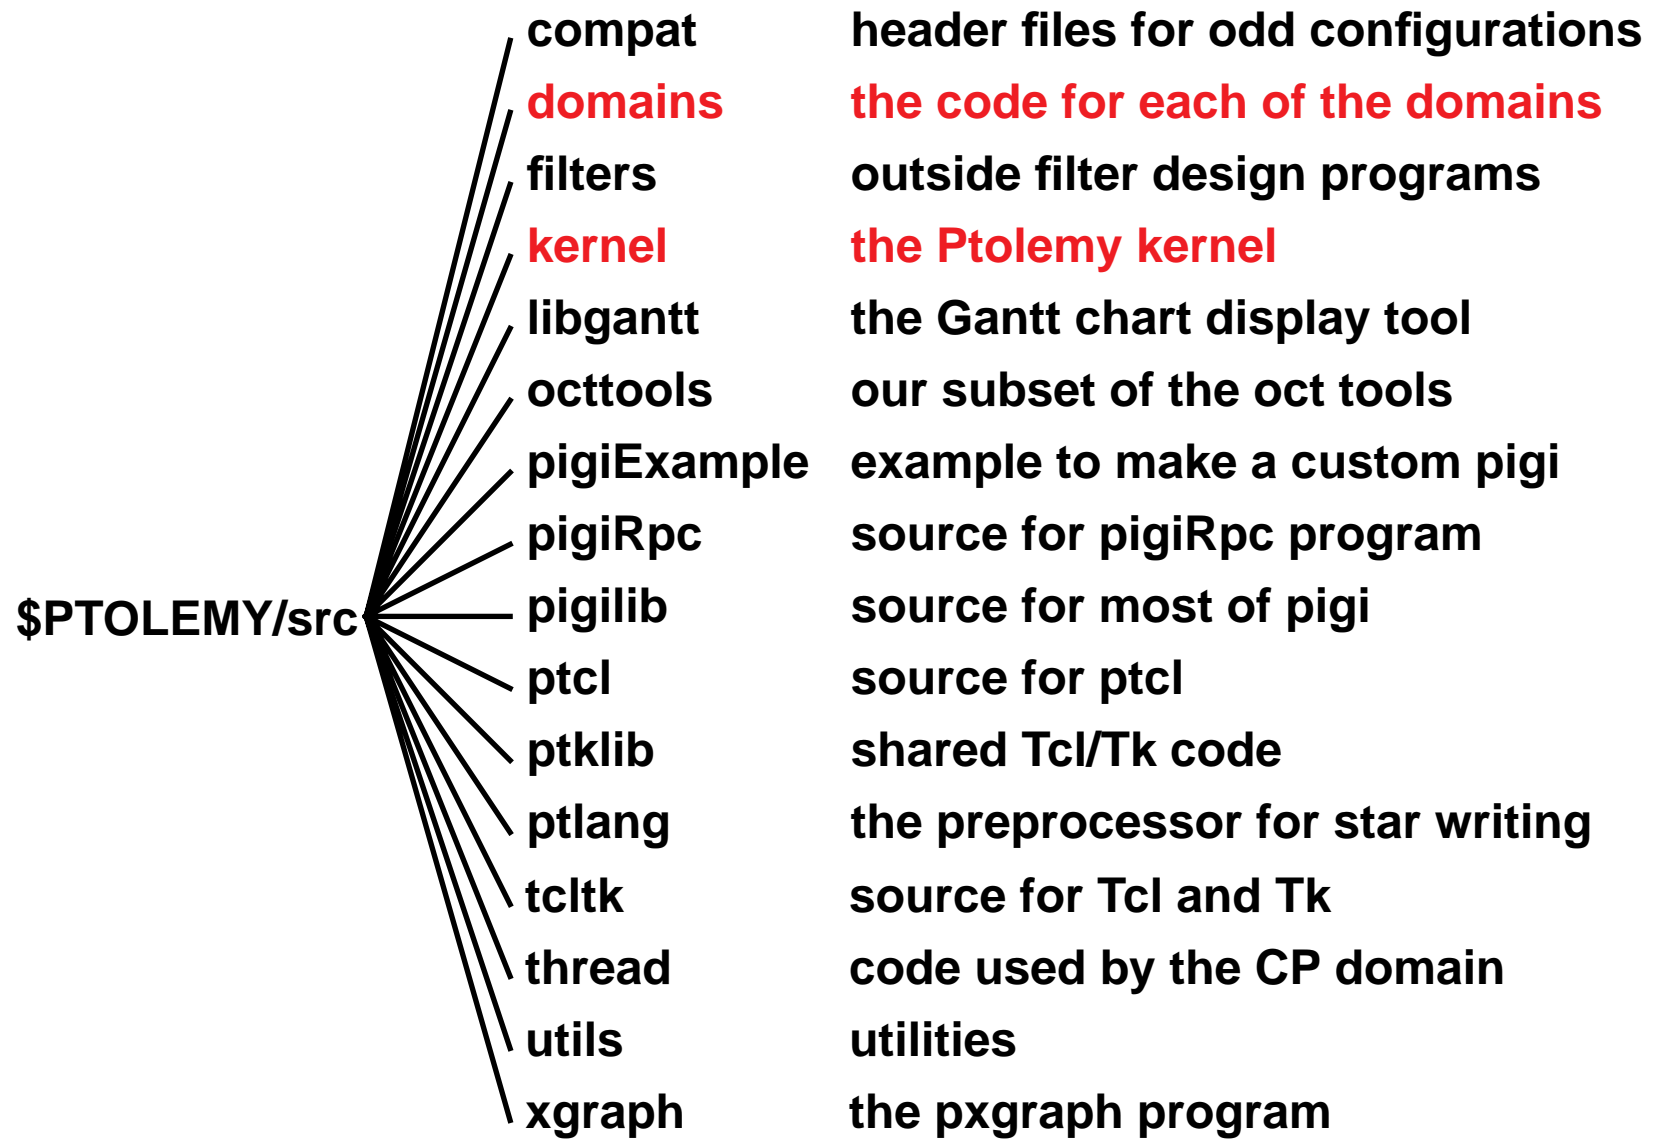 compat header files for odd configurations
domains the code for each of the domains
filters outside filter design programs
kernel the Ptolemy kernel
libgantt the Gantt chart display tool
octtools our subset of the oct tools
pigiExample example to make a custom pigi
pigiRpc source for pigiRpc program
$PTOLEMY/src pigilib source for most of pigi
ptcl source for ptcl
ptklib shared Tcl/Tk code
ptlang the preprocessor for star writing
tcltk source for Tcl and Tk
thread code used by the CP domain
utils utilities
xgraph the pxgraph program